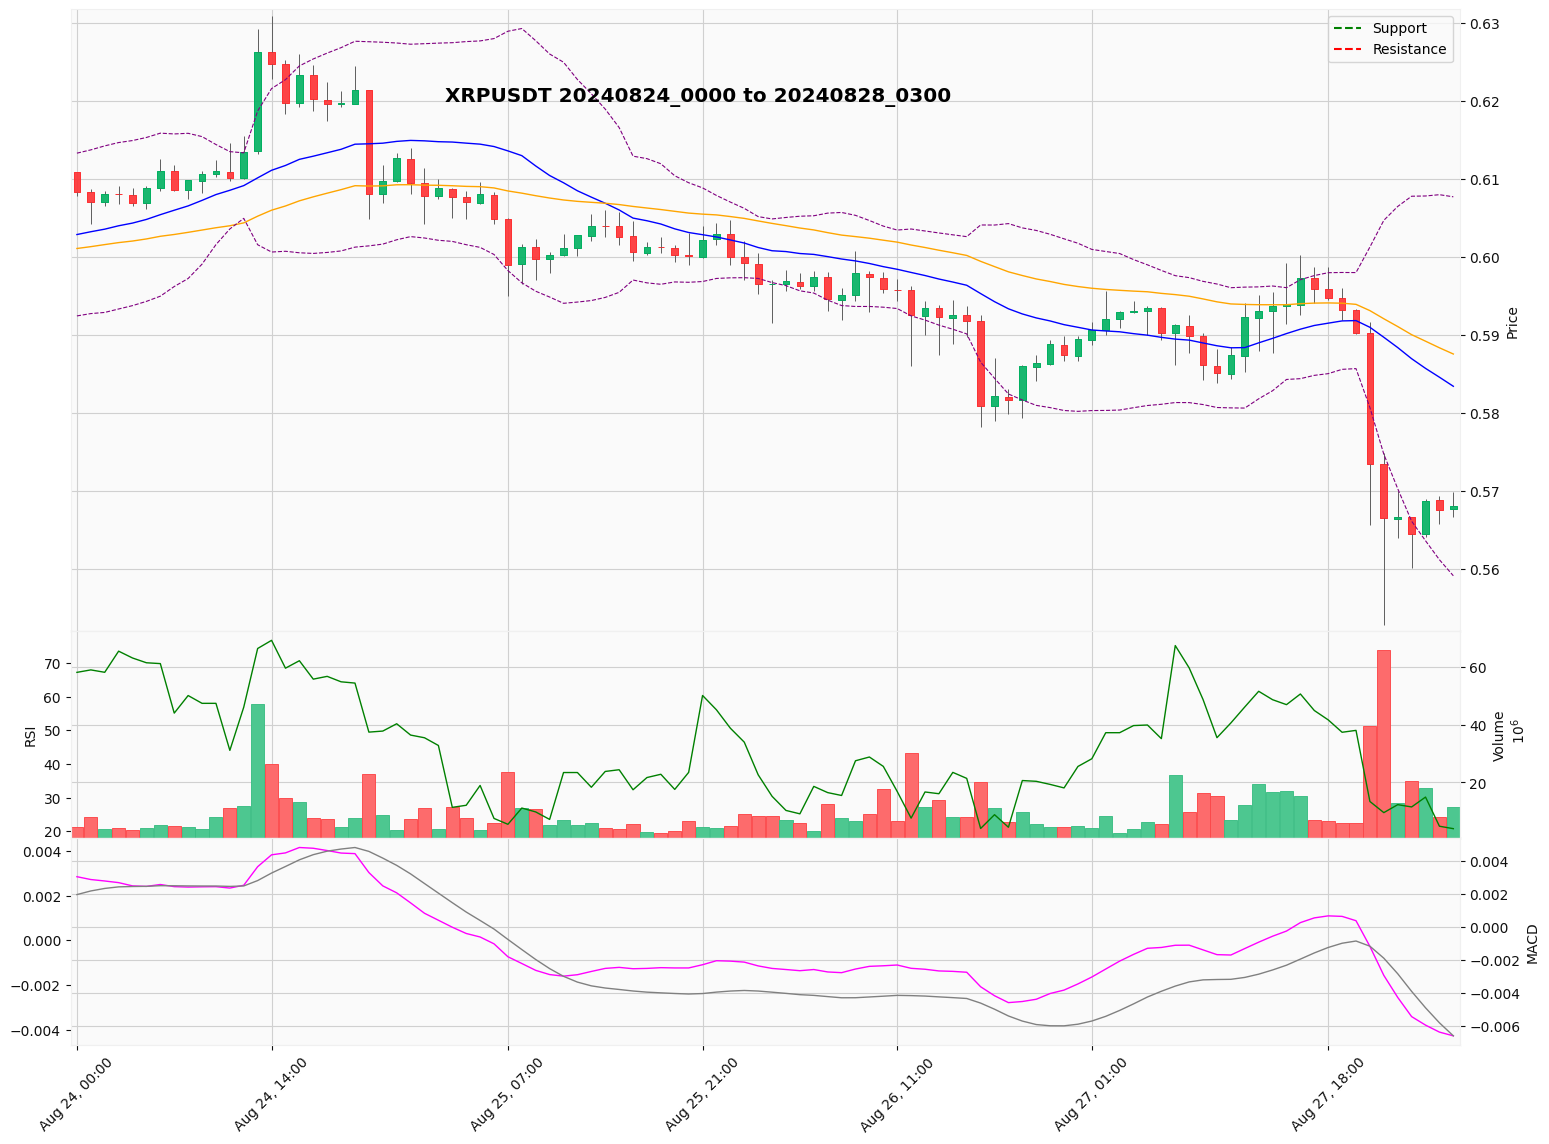 XRPUSDT 20240824_0000 to 20240828_0300
Support
Resistance
0.63
0.62
0.61
0.60
0.59
0.58
0.57
0.56
Price
70
60
50
40
30
20
RSI
60
40
20
Volume
10^6
0.004
0.002
0.000
−0.002
−0.004
0.004
0.002
0.000
−0.002
−0.004
−0.006
MACD
Aug 24, 00:00
Aug 24, 14:00
Aug 25, 07:00
Aug 25, 21:00
Aug 26, 11:00
Aug 27, 01:00
Aug 27, 18:00